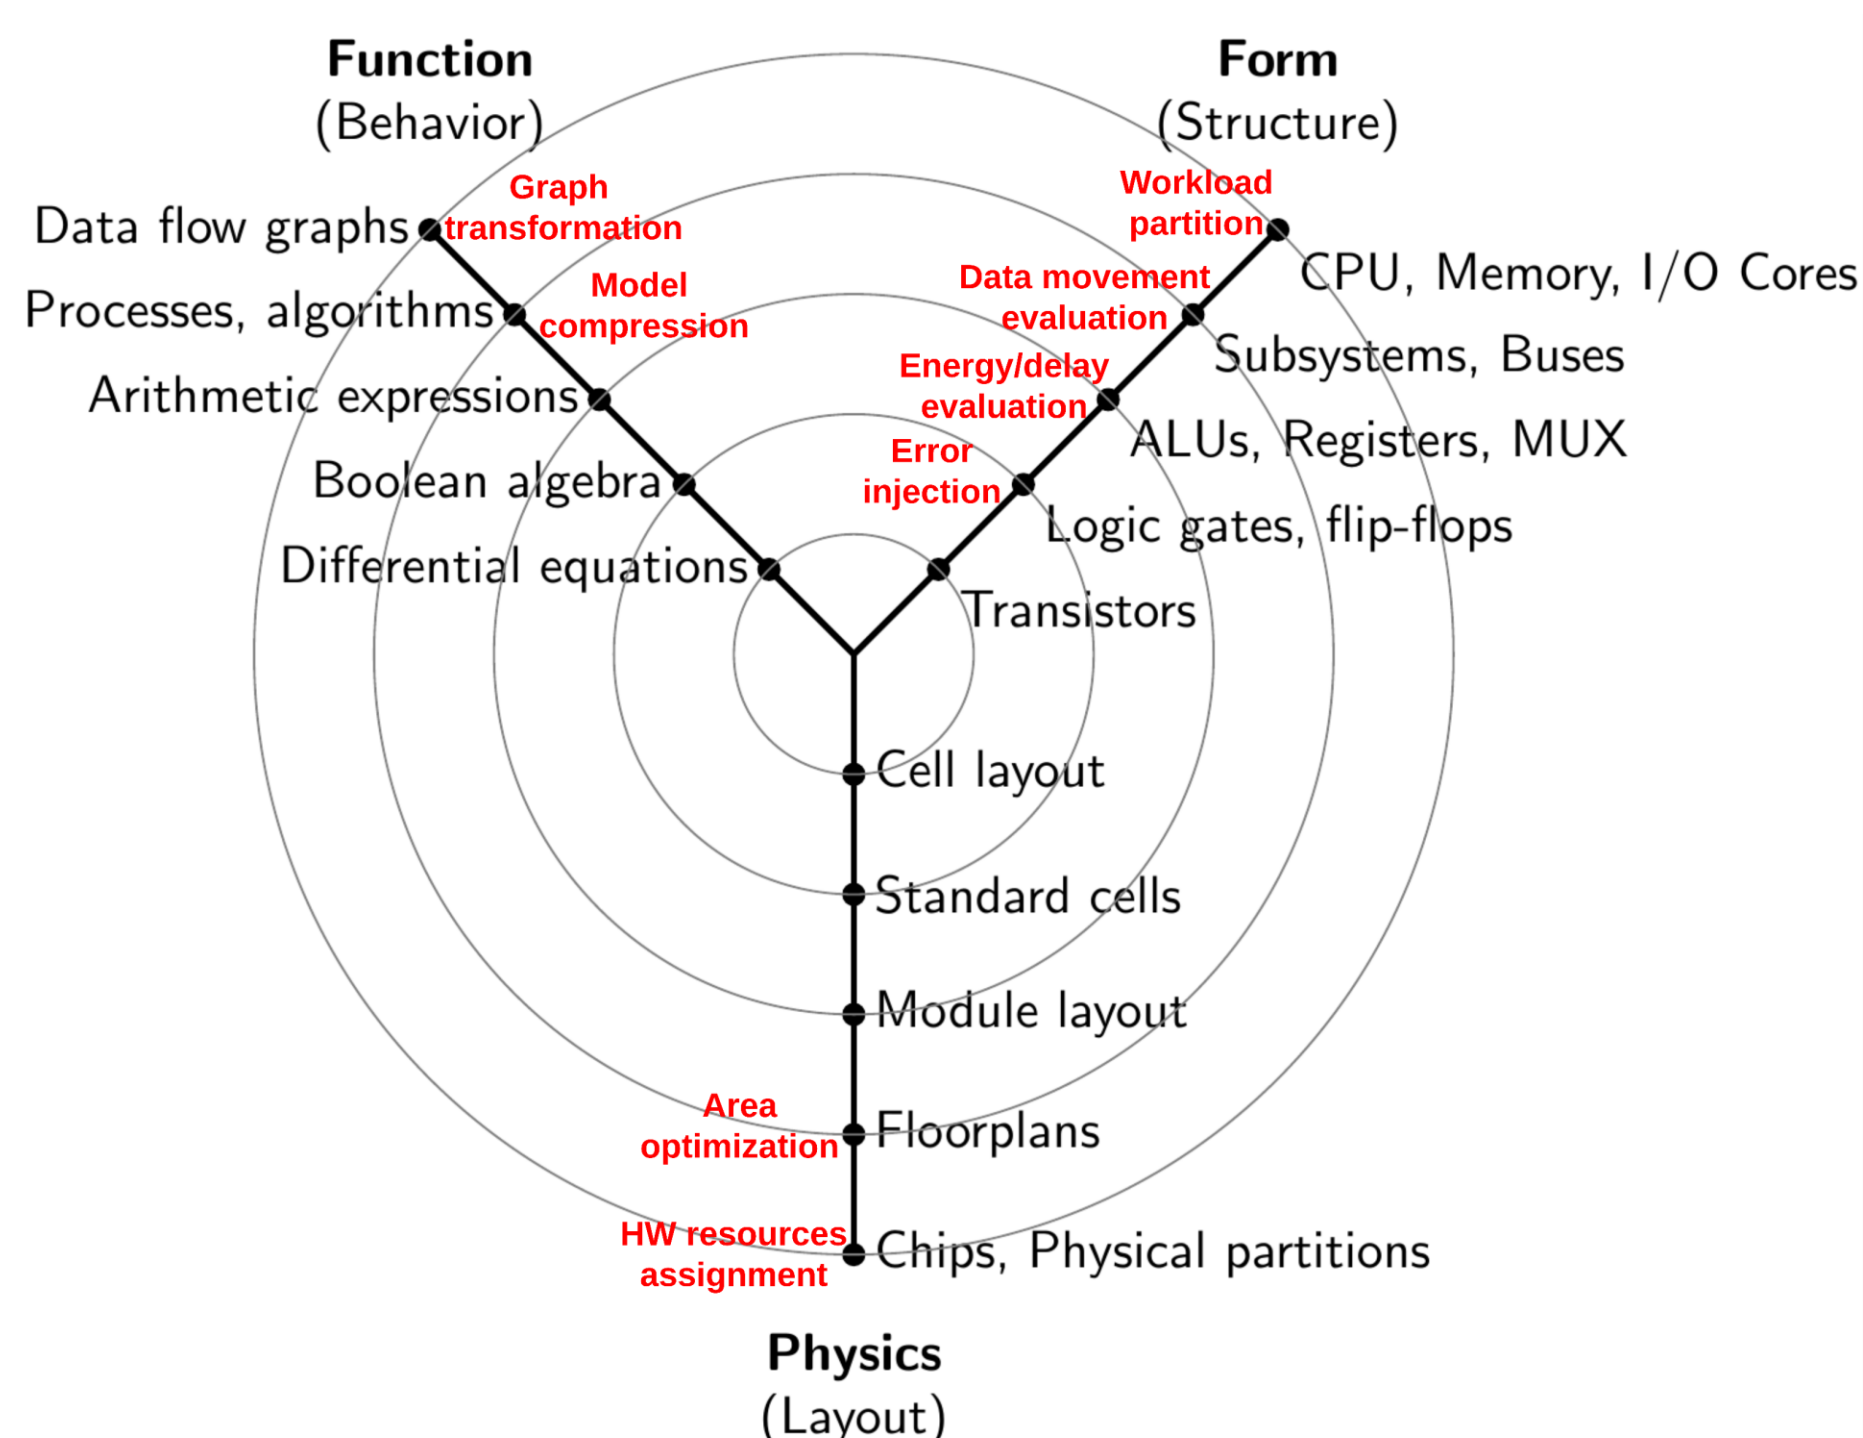 Function
(Behavior)
Form
(Structure)
Graph
transformation
Workload
partition
Data flow graphs
CPU, Memory, I/O Cores
Model
compression
Data movement
evaluation
Processes, algorithms
Subsystems, Buses
Energy/delay
evaluation
Arithmetic expressions
ALUs, Registers, MUX
Error
injection
Boolean algebra
Logic gates, flip-flops
Differential equations
Transistors
Cell layout
Standard cells
Module layout
Area
optimization
Floorplans
HW resources
assignment
Chips, Physical partitions
Physics
(Layout)